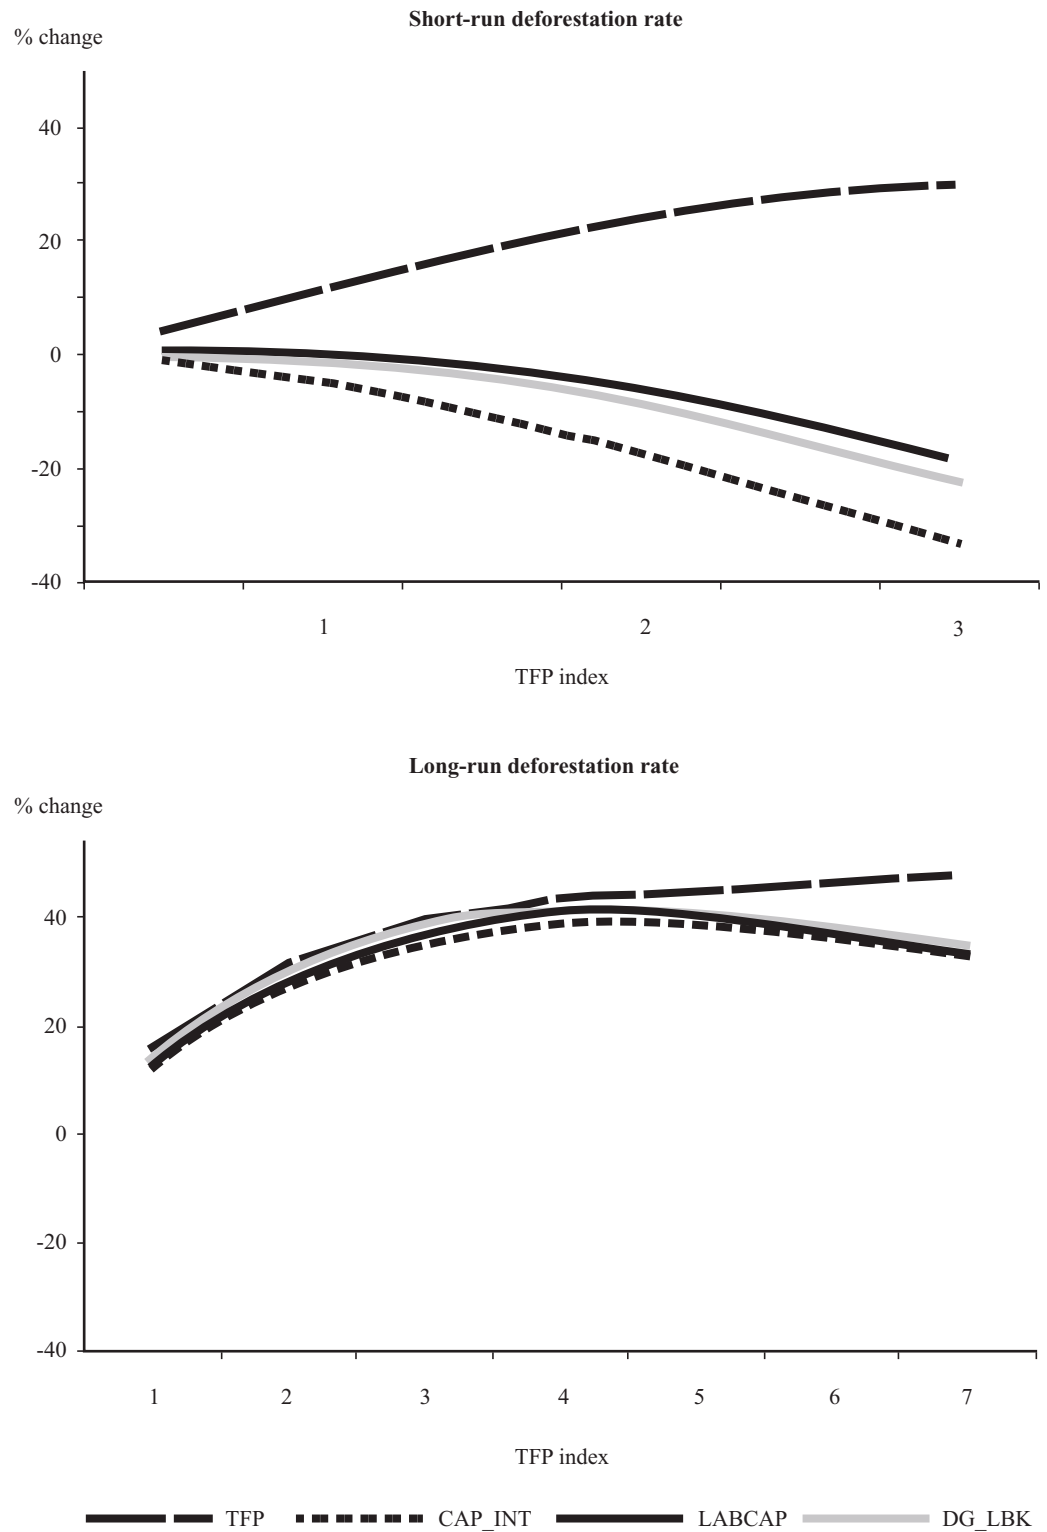 Short-run deforestation rate
% change
40
20
0
-20
-40
1 2 3
TFP index
Long-run deforestation rate
% change
40
20
0
-20
-40
1 2 3 4 5 6 7
TFP index
TFP CAP_INT LABCAP DG_LBK